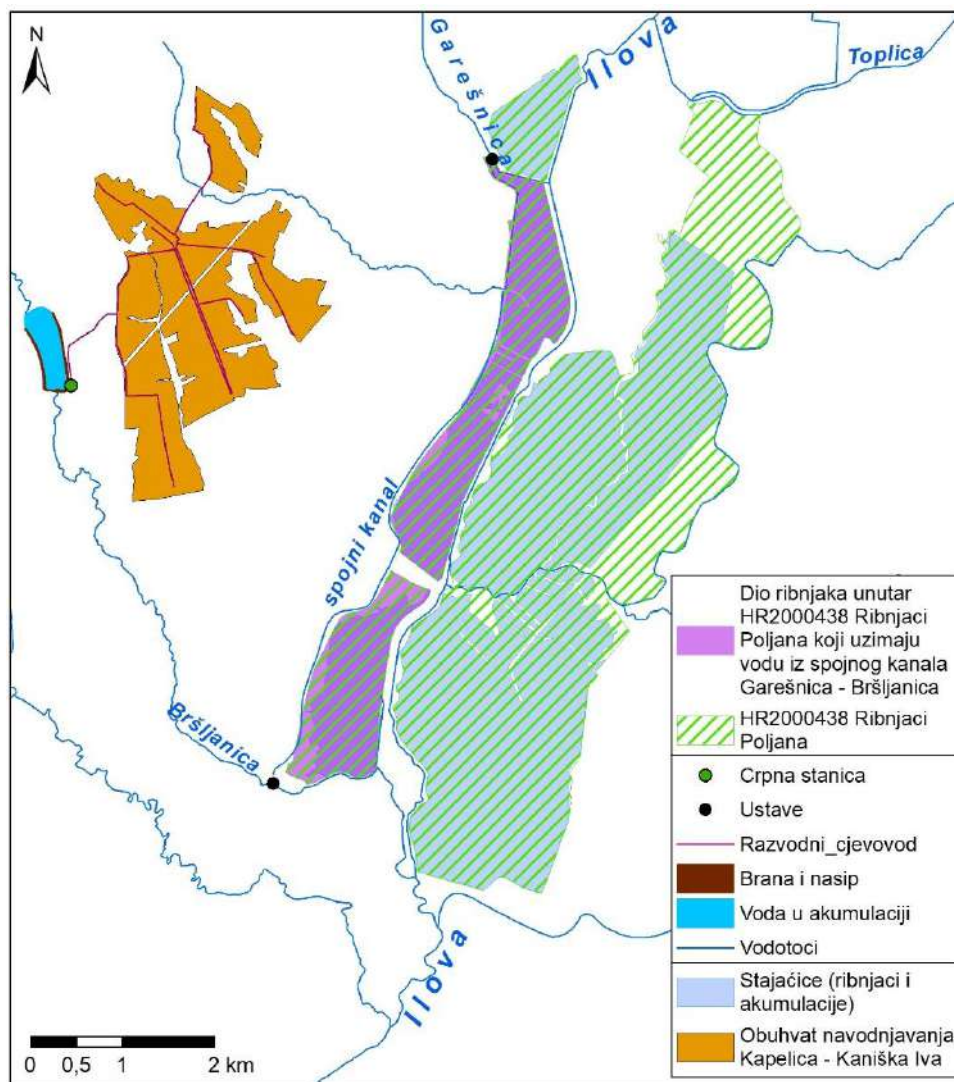 N
Garešnica
Ilova
Toplica
spojni kanal
Bršljanica
Ilova
Dio ribnjaka unutar
HR2000438 Ribnjaci
Poljana koji uzimaju
vodu iz spojnog kanala
Garešnica - Bršljanica
HR2000438 Ribnjaci
Poljana
Crpna stanica
Ustave
Razvodni_cjevovod
Brana i nasip
Voda u akumulaciji
Vodotoci
Stajaćice (ribnjaci i
akumulacije)
Obuhvat navodnjavanja
Kapelica - Kaniška Iva
0 0,5 1 2 km